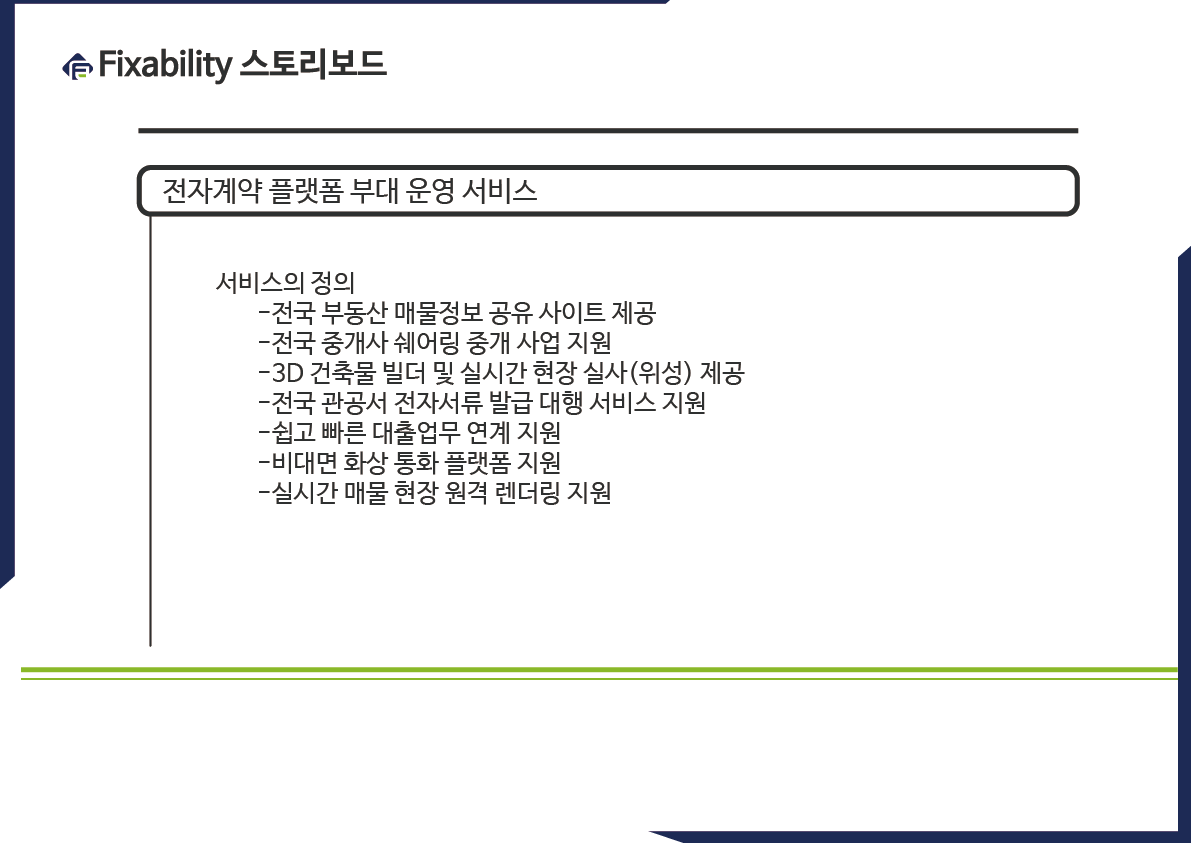 Fixability 스토리보드
전자계약 플랫폼 부대 운영 서비스
서비스의 정의
-전국 부동산 매물정보 공유 사이트 제공
-전국 중개사 쉐어링 중개 사업 지원
-3D 건축물 빌더 및 실시간 현장 실사(위성) 제공
-전국 관공서 전자서류 발급 대행 서비스 지원
-쉽고 빠른 대출업무 연계 지원
-비대면 화상 통화 플랫폼 지원
-실시간 매물 현장 원격 렌더링 지원